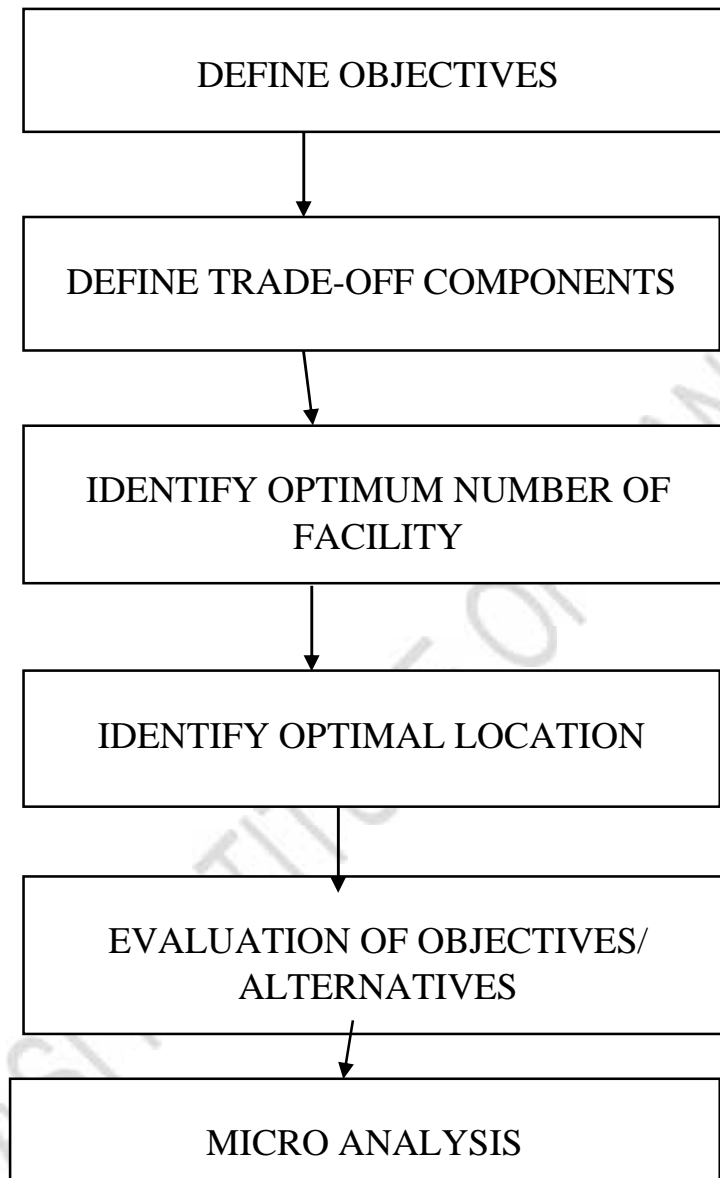 DEFINE OBJECTIVES
DEFINE TRADE-OFF COMPONENTS
IDENTIFY OPTIMUM NUMBER OF
FACILITY
IDENTIFY OPTIMAL LOCATION
EVALUATION OF OBJECTIVES/
ALTERNATIVES
MICRO ANALYSIS